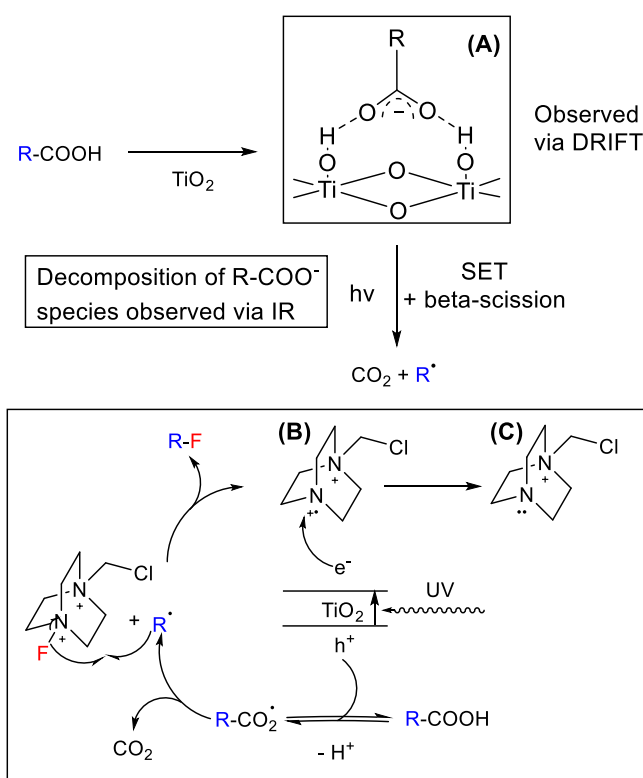 R
(A)
O O
H H
O O
O
Ti Ti
O
Observed
via DRIFT
R-COOH
TiO2
Decomposition of R-COO-
species observed via IR
hv
SET
+ beta-scission
CO2 + R•
R-F
(B)
(C)
Cl
N
+
N
+•
Cl
N
+
N
••
Cl
N
+
N
+
F
+ R•
e-
TiO2
UV
h+
R-CO2•
R-COOH
- H+
CO2